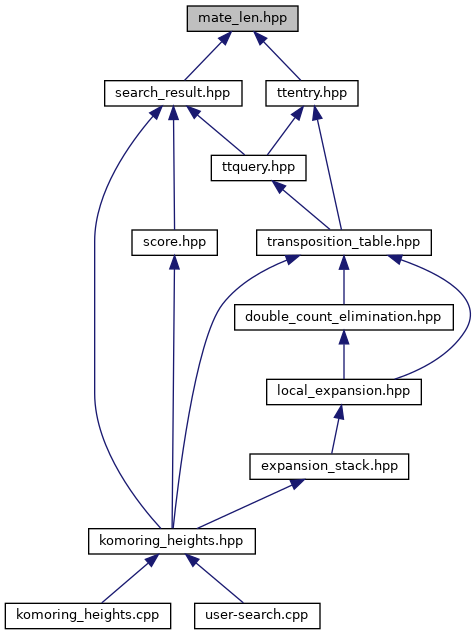 mate_len.hpp
search_result.hpp
ttentry.hpp
ttquery.hpp
score.hpp
transposition_table.hpp
double_count_elimination.hpp
local_expansion.hpp
expansion_stack.hpp
komoring_heights.hpp
komoring_heights.cpp
user-search.cpp